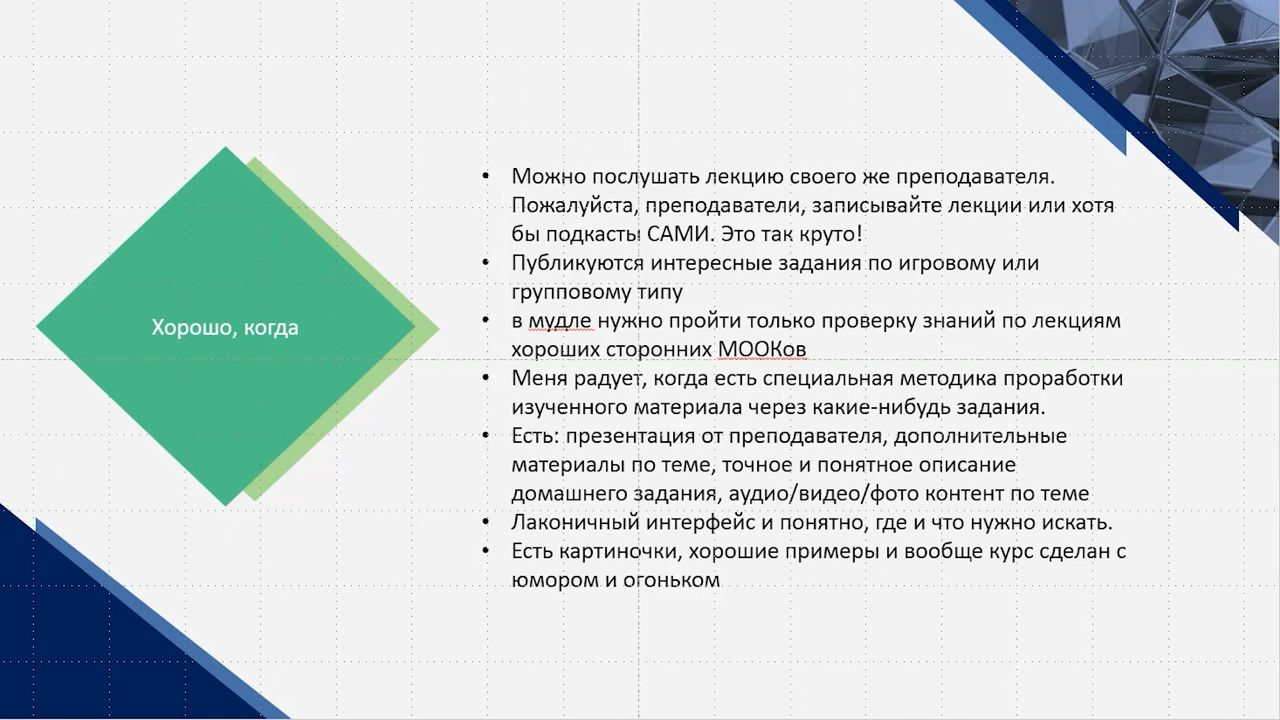 Хорошо, когда
• Можно послушать лекцию своего же преподавателя.
Пожалуйста, преподаватели, записывайте лекции или хотя
бы подкасты САМИ. Это так круто!
• Публикуются интересные задания по игровому или
групповому типу
• в мудле нужно пройти только проверку знаний по лекциям
хороших сторонних МООКов
• Меня радует, когда есть специальная методика проработки
изученного материала через какие-нибудь задания.
• Есть: презентация от преподавателя, дополнительные
материалы по теме, точное и понятное описание
домашнего задания, аудио/видео/фото контент по теме
• Лаконичный интерфейс и понятно, где и что нужно искать.
• Есть картиночки, хорошие примеры и вообще курс сделан с
юмором и огоньком